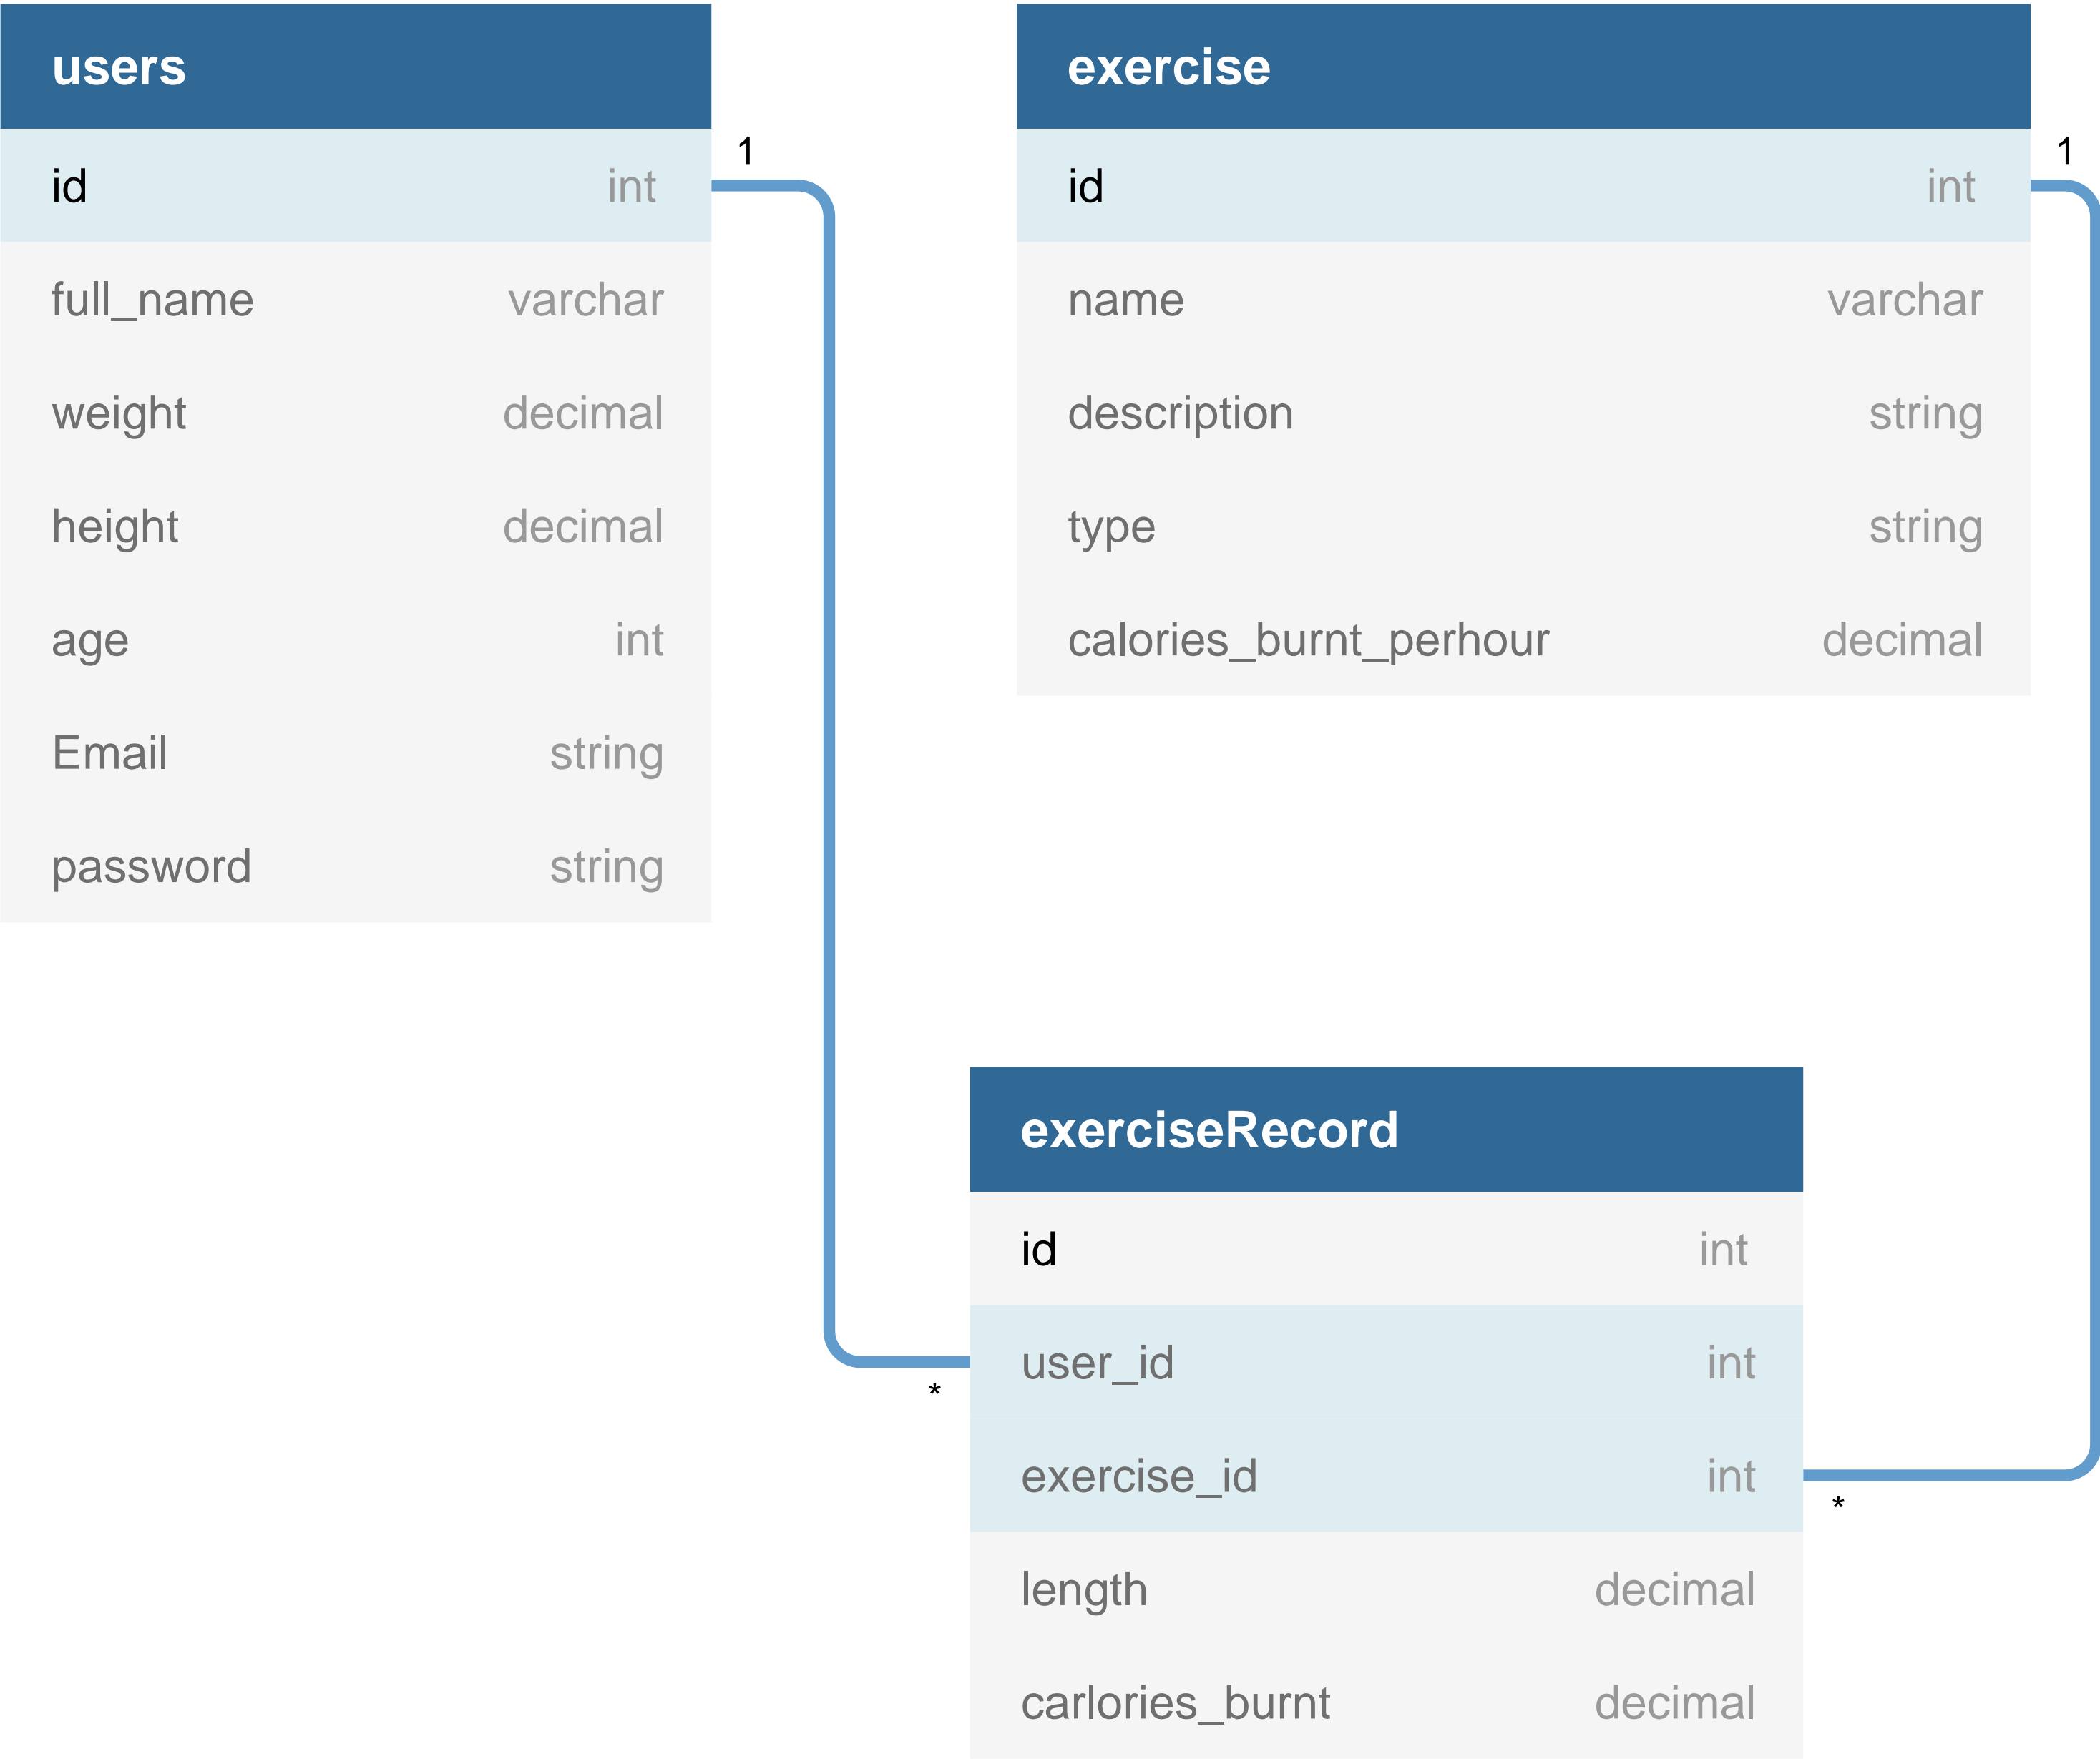 users
id int
full_name varchar
weight decimal
height decimal
age int
Email string
password string
1
*
exercise
id int
name varchar
description string
type string
calories_burnt_perhour decimal
1
*
exerciseRecord
id int
user_id int
exercise_id int
length decimal
carlories_burnt decimal